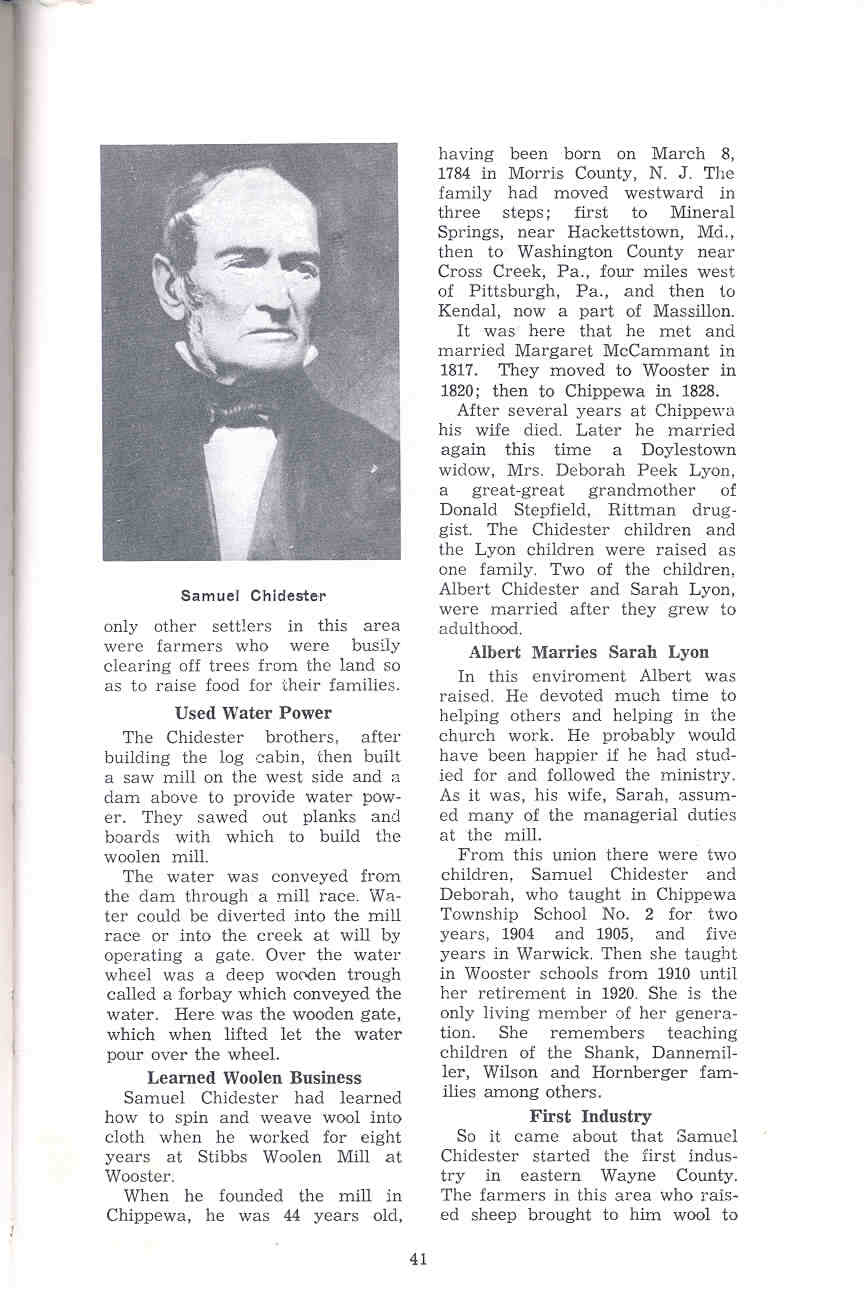 Samuel Chidester
only other settlers in this area
were farmers who were busily
clearing off trees from the land so
as to raise food for their families.
Used Water Power
The Chidester brothers, after
building the log cabin, then built
a saw mill on the west side and a
dam above to provide water pow-
er. They sawed out planks and
boards with which to build the
woolen mill.
The water was conveyed from
the dam through a mill race. Wa-
ter could be diverted into the mill
race or into the creek at will by
operating a gate. Over the water
wheel was a deep wooden trough
called a forbay which conveyed the
water. Here was the wooden gate,
which when lifted let the water
pour over the wheel.
Learned Woolen Business
Samuel Chidester had learned
how to spin and weave wool into
cloth when he worked for eight
years at Stibbs Woolen Mill at
Wooster.
When he founded the mill in
Chippewa, he was 44 years old,
having been born on March 8,
1784 in Morris County, N. J. The
family had moved westward in
three steps; first to Mineral
Springs, near Hackettstown, Md.,
then to Washington County near
Cross Creek, Pa., four miles west
of Pittsburgh, Pa., and then to
Kendal, now a part of Massillon.
It was here that he met and
married Margaret McCammant in
1817. They moved to Wooster in
1820; then to Chippewa in 1828.
After several years at Chippewa
his wife died. Later he married
again this time a Doylestown
widow, Mrs. Deborah Peek Lyon,
a great-great grandmother of
Donald Stepfield, Rittman drug-
gist. The Chidester children and
the Lyon children were raised as
one family. Two of the children,
Albert Chidester and Sarah Lyon,
were married after they grew to
adulthood.
Albert Marries Sarah Lyon
In this enviroment Albert was
raised. He devoted much time to
helping others and helping in the
church work. He probably would
have been happier if he had stud-
ied for and followed the ministry.
As it was, his wife, Sarah, assum-
ed many of the managerial duties
at the mill.
From this union there were two
children, Samuel Chidester and
Deborah, who taught in Chippewa
Township School No. 2 for two
years, 1904 and 1905, and five
years in Warwick. Then she taught
in Wooster schools from 1910 until
her retirement in 1920. She is the
only living member of her genera-
tion. She remembers teaching
children of the Shank, Dannemil-
ler, Wilson and Hornberger fam-
ilies among others.
First Industry
So it came about that Samuel
Chidester started the first indus-
try in eastern Wayne County.
The farmers in this area who rais-
ed sheep brought to him wool to
41